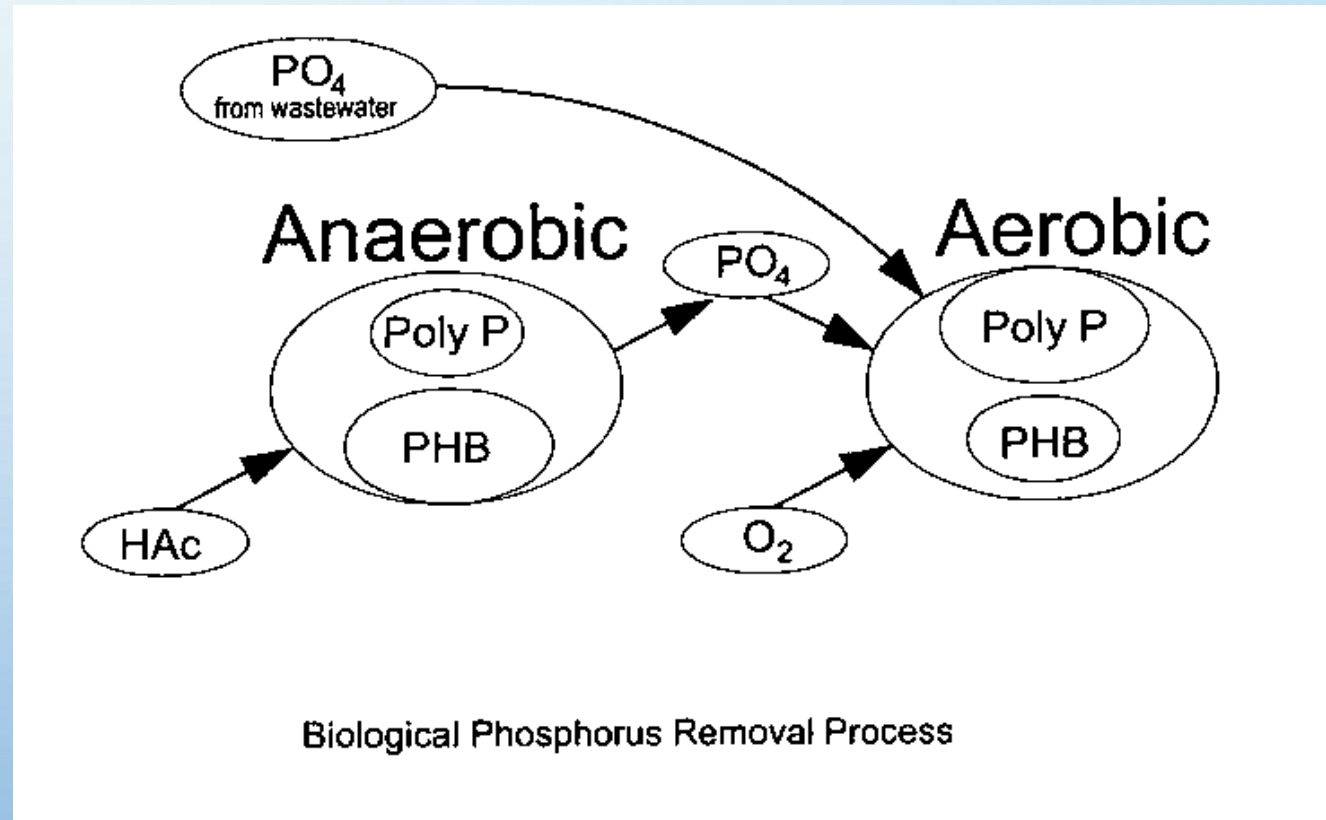 PO₄
from wastewater
Anaerobic
Aerobic
PO₄
Poly P
Poly P
PHB
PHB
HAc
O₂
Biological Phosphorus Removal Process